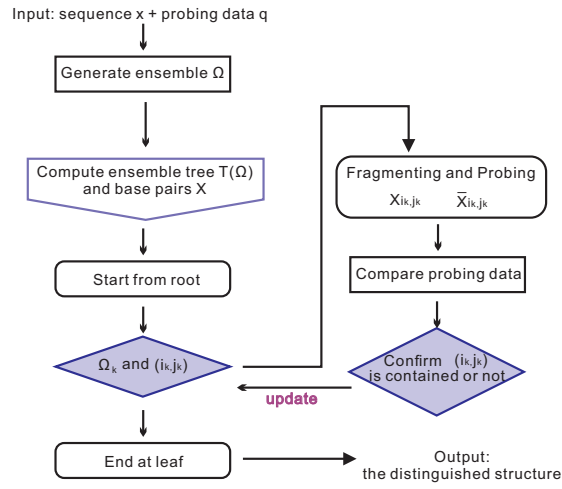 Input: sequence x + probing data q
Generate ensemble Ω
Compute ensemble tree T(Ω)
and base pairs X
Start from root
Ωₖ and (iₖ,jₖ)
End at leaf
Fragmenting and Probing
Xiₖ,jₖ X̅iₖ,jₖ
Compare probing data
Confirm (iₖ,jₖ)
is contained or not
update
Output:
the distinguished structure